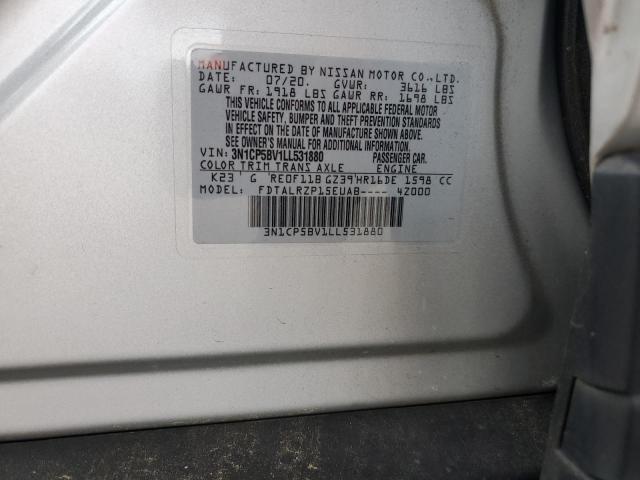 MANUFACTURED BY NISSAN MOTOR CO.,LTD.
DATE: 07/20. GVWR: 3616 LBS
GAWR FR: 1918 LBS GAWR RR: 1698 LBS
THIS VEHICLE CONFORMS TO ALL APPLICABLE FEDERAL MOTOR
VEHICLE SAFETY, BUMPER AND THEFT PREVENTION STANDARDS
IN EFFECT ON THE DATE OF MANUFACTURE SHOWN ABOVE.
SEE OWNER'S MANUAL FOR ADDITIONAL INFORMATION
VIN: 3N1CP5BV1LL531880 PASSENGER CAR.
COLOR TRIM TRANS AXLE ENGINE
K23 G RE0F11B GZ39 HR16DE 1598 CC
MODEL: FDTALRZP15EUAB---- 4Z000
3N1CP5BV1LL531880